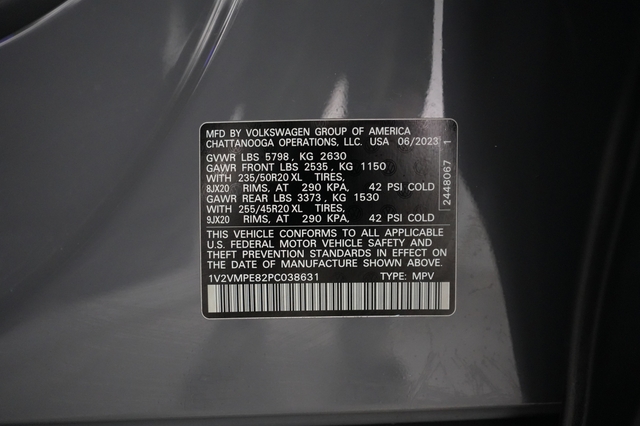 MFD BY VOLKSWAGEN GROUP OF AMERICA
CHATTANOOGA OPERATIONS, LLC. USA 06/2023
GVWR LBS 5798, KG 2630
GAWR FRONT LBS 2535, KG 1150
WITH 235/50R20 XL TIRES,
8JX20 RIMS, AT 290 KPA, 42 PSI COLD
GAWR REAR LBS 3373, KG 1530
WITH 255/45R20 XL TIRES,
9JX20 RIMS, AT 290 KPA, 42 PSI COLD
THIS VEHICLE CONFORMS TO ALL APPLICABLE
U.S. FEDERAL MOTOR VEHICLE SAFETY AND
THEFT PREVENTION STANDARDS IN EFFECT
ON THE DATE OF MANUFACTURE SHOWN ABOVE.
1V2VMPE82PC038631 TYPE: MPV
2448067 1